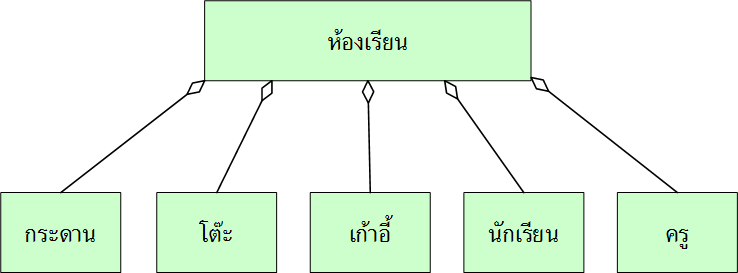 ห้องเรียน
กระดาน
โต๊ะ
เก้าอี้
นักเรียน
ครู